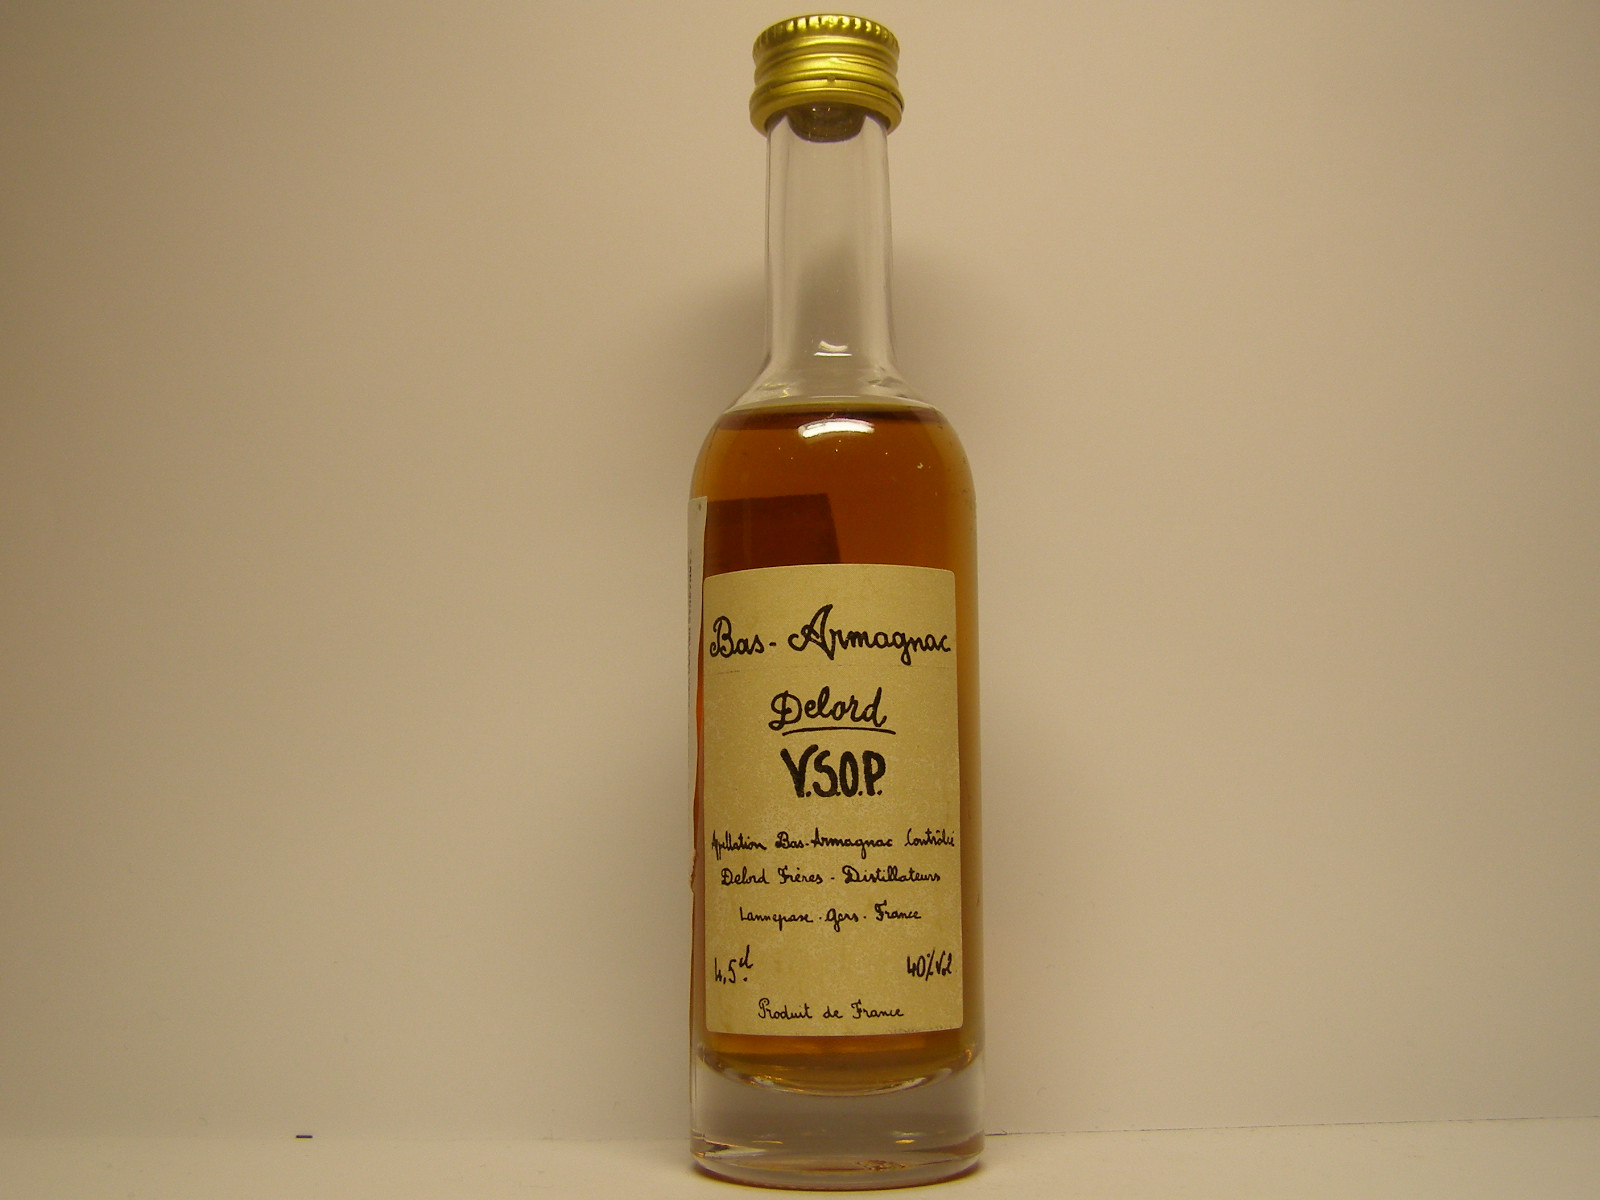 Bas-Armagnac
Delord
V.S.O.P.
Appellation Bas-Armagnac Contrôlée
Delord Frères - Distillateurs
Lannepax - Gers - France
4,5 cl 40% Vol
Produit de France